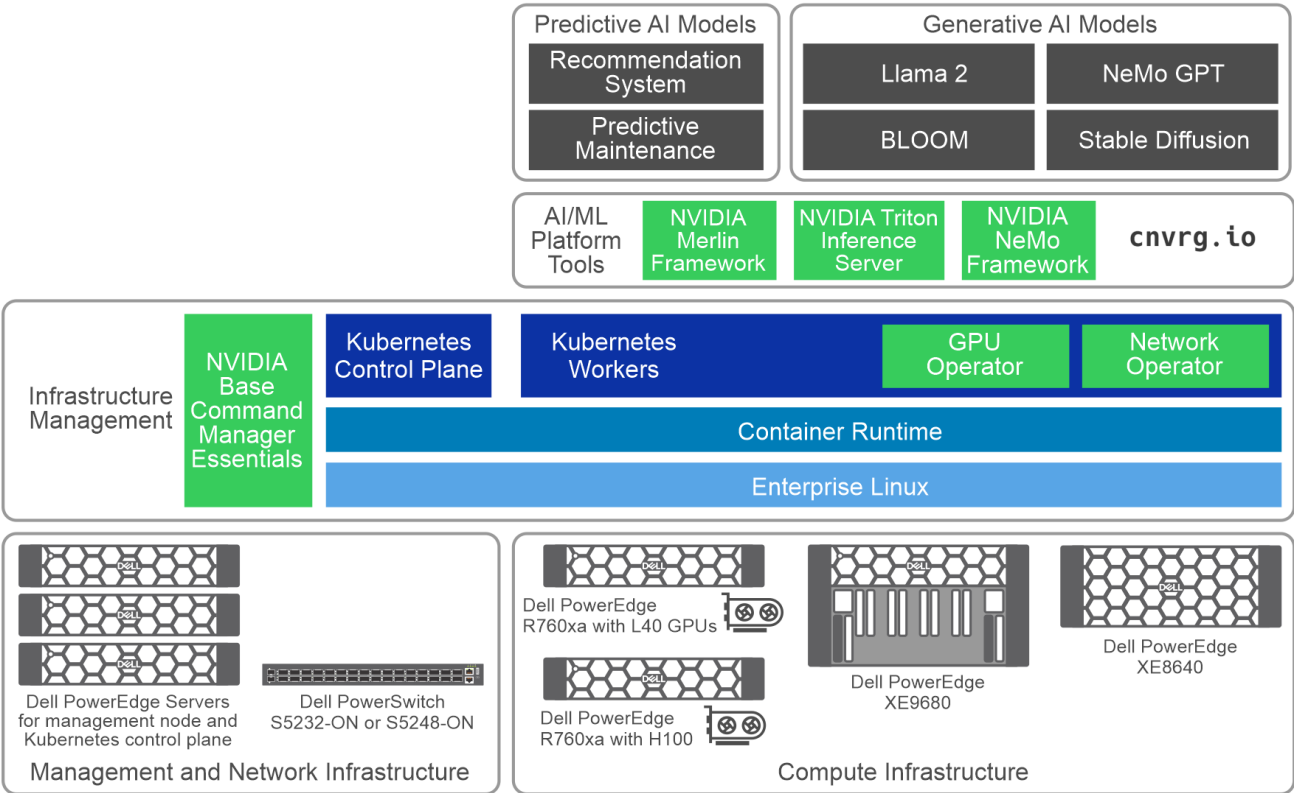 Predictive AI Models
Recommendation
System
Predictive
Maintenance
Generative AI Models
Llama 2
NeMo GPT
BLOOM
Stable Diffusion
AI/ML
Platform
Tools
NVIDIA
Merlin
Framework
NVIDIA Triton
Inference
Server
NVIDIA
NeMo
Framework
cnvrg.io
Infrastructure
Management
NVIDIA
Base
Command
Manager
Essentials
Kubernetes
Control Plane
Kubernetes
Workers
GPU
Operator
Network
Operator
Container Runtime
Enterprise Linux
DELL
DELL
DELL
Dell PowerEdge Servers
for management node and
Kubernetes control plane
Dell PowerSwitch
S5232-ON or S5248-ON
Management and Network Infrastructure
DELL
Dell PowerEdge
R760xa with L40 GPUs
DELL
Dell PowerEdge
R760xa with H100
DELL
Dell PowerEdge
XE9680
DELL
Dell PowerEdge
XE8640
Compute Infrastructure